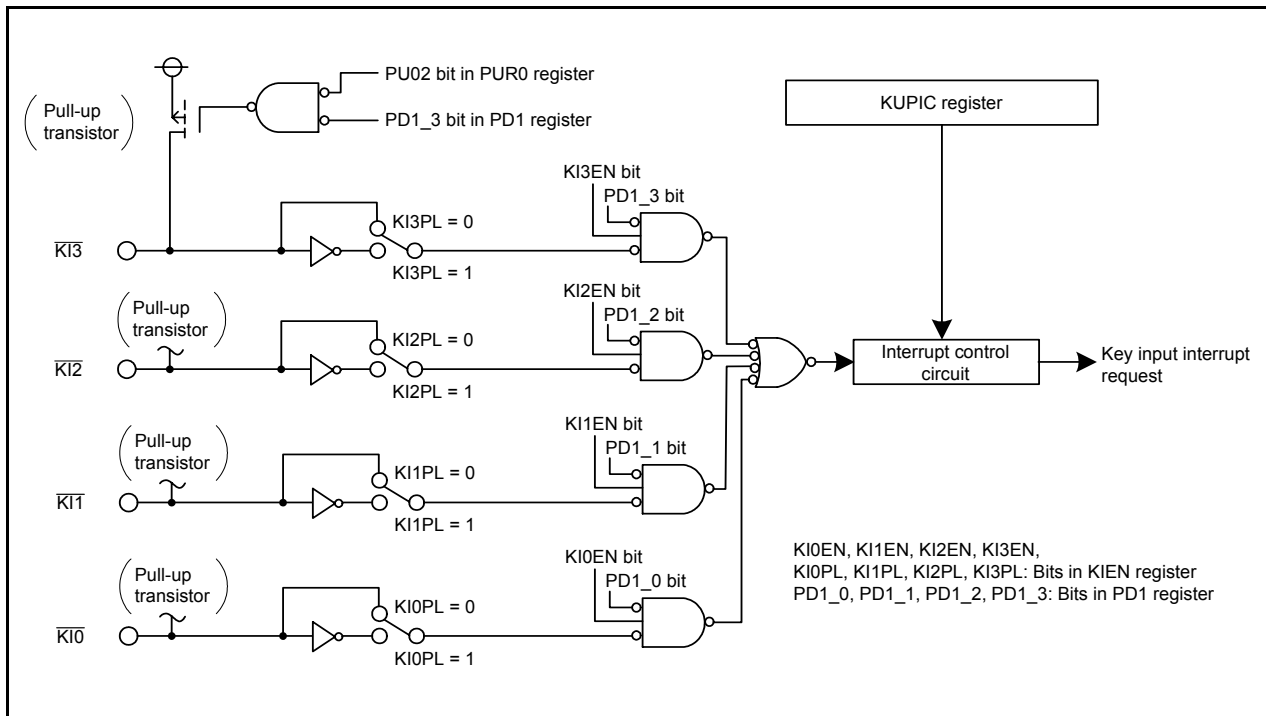 PU02 bit in PUR0 register
PD1_3 bit in PD1 register
Pull-up
transistor
KUPIC register
KI3EN bit
PD1_3 bit
KI3PL = 0
KI3
KI3PL = 1
Pull-up
transistor
KI2EN bit
PD1_2 bit
KI2PL = 0
KI2
KI2PL = 1
Interrupt control
circuit
Key input interrupt
request
Pull-up
transistor
KI1EN bit
PD1_1 bit
KI1PL = 0
KI1
KI1PL = 1
Pull-up
transistor
KI0EN bit
PD1_0 bit
KI0PL = 0
KI0
KI0PL = 1
KI0EN, KI1EN, KI2EN, KI3EN,
KI0PL, KI1PL, KI2PL, KI3PL: Bits in KIEN register
PD1_0, PD1_1, PD1_2, PD1_3: Bits in PD1 register